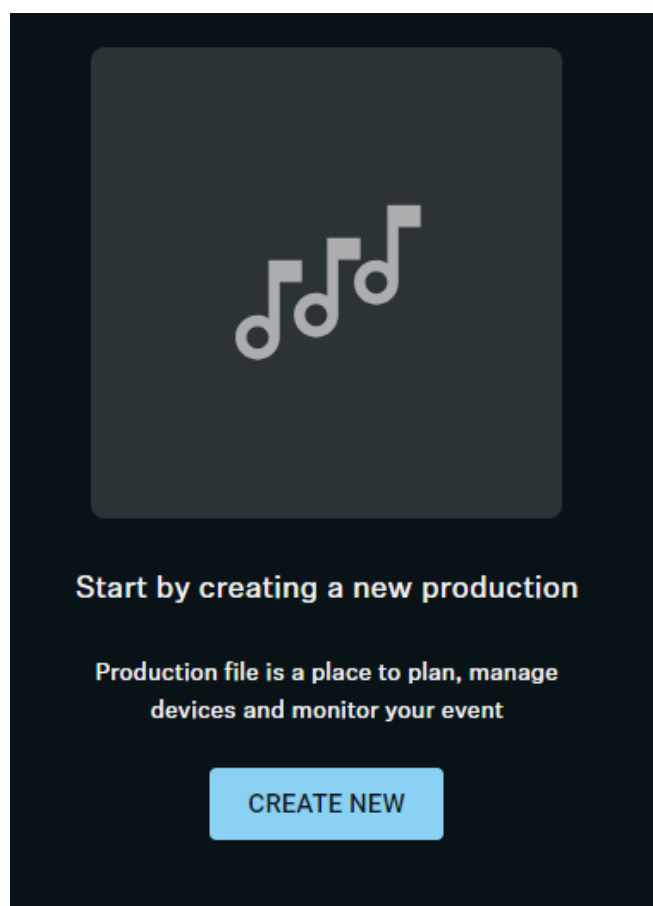 Start by creating a new production
Production file is a place to plan, manage
devices and monitor your event
CREATE NEW